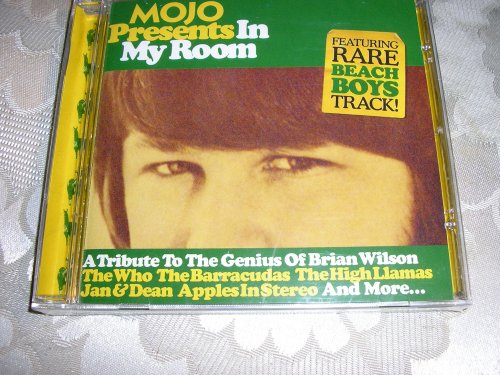 MOJO
Presents In
My Room
FEATURING
RARE
BEACH
BOYS
TRACK!
A Tribute To The Genius Of Brian Wilson
The Who The Barracudas The High Llamas
Jan & Dean Apples In Stereo And More...